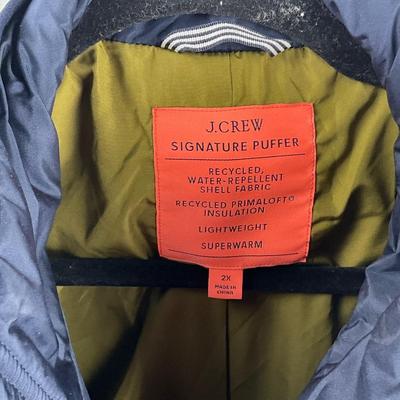 J.CREW
SIGNATURE PUFFER
RECYCLED,
WATER-REPELLENT
SHELL FABRIC
RECYCLED PRIMALOFT®
INSULATION
LIGHTWEIGHT
SUPERWARM
2X
MADE IN
CHINA